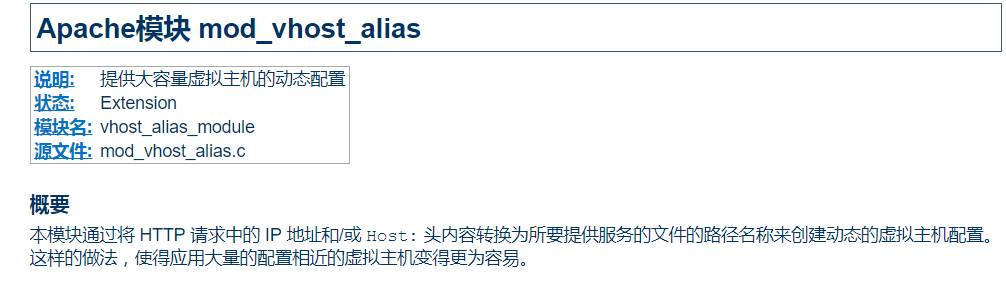 Apache模块 mod_vhost_alias
说明: 提供大容量虚拟主机的动态配置
状态: Extension
模块名: vhost_alias_module
源文件: mod_vhost_alias.c
概要
本模块通过将 HTTP 请求中的 IP 地址和/或 Host: 头内容转换为所要提供服务的文件的路径名称来创建动态的虚拟主机配置。
这样的做法，使得应用大量的配置相近的虚拟主机变得更为容易。